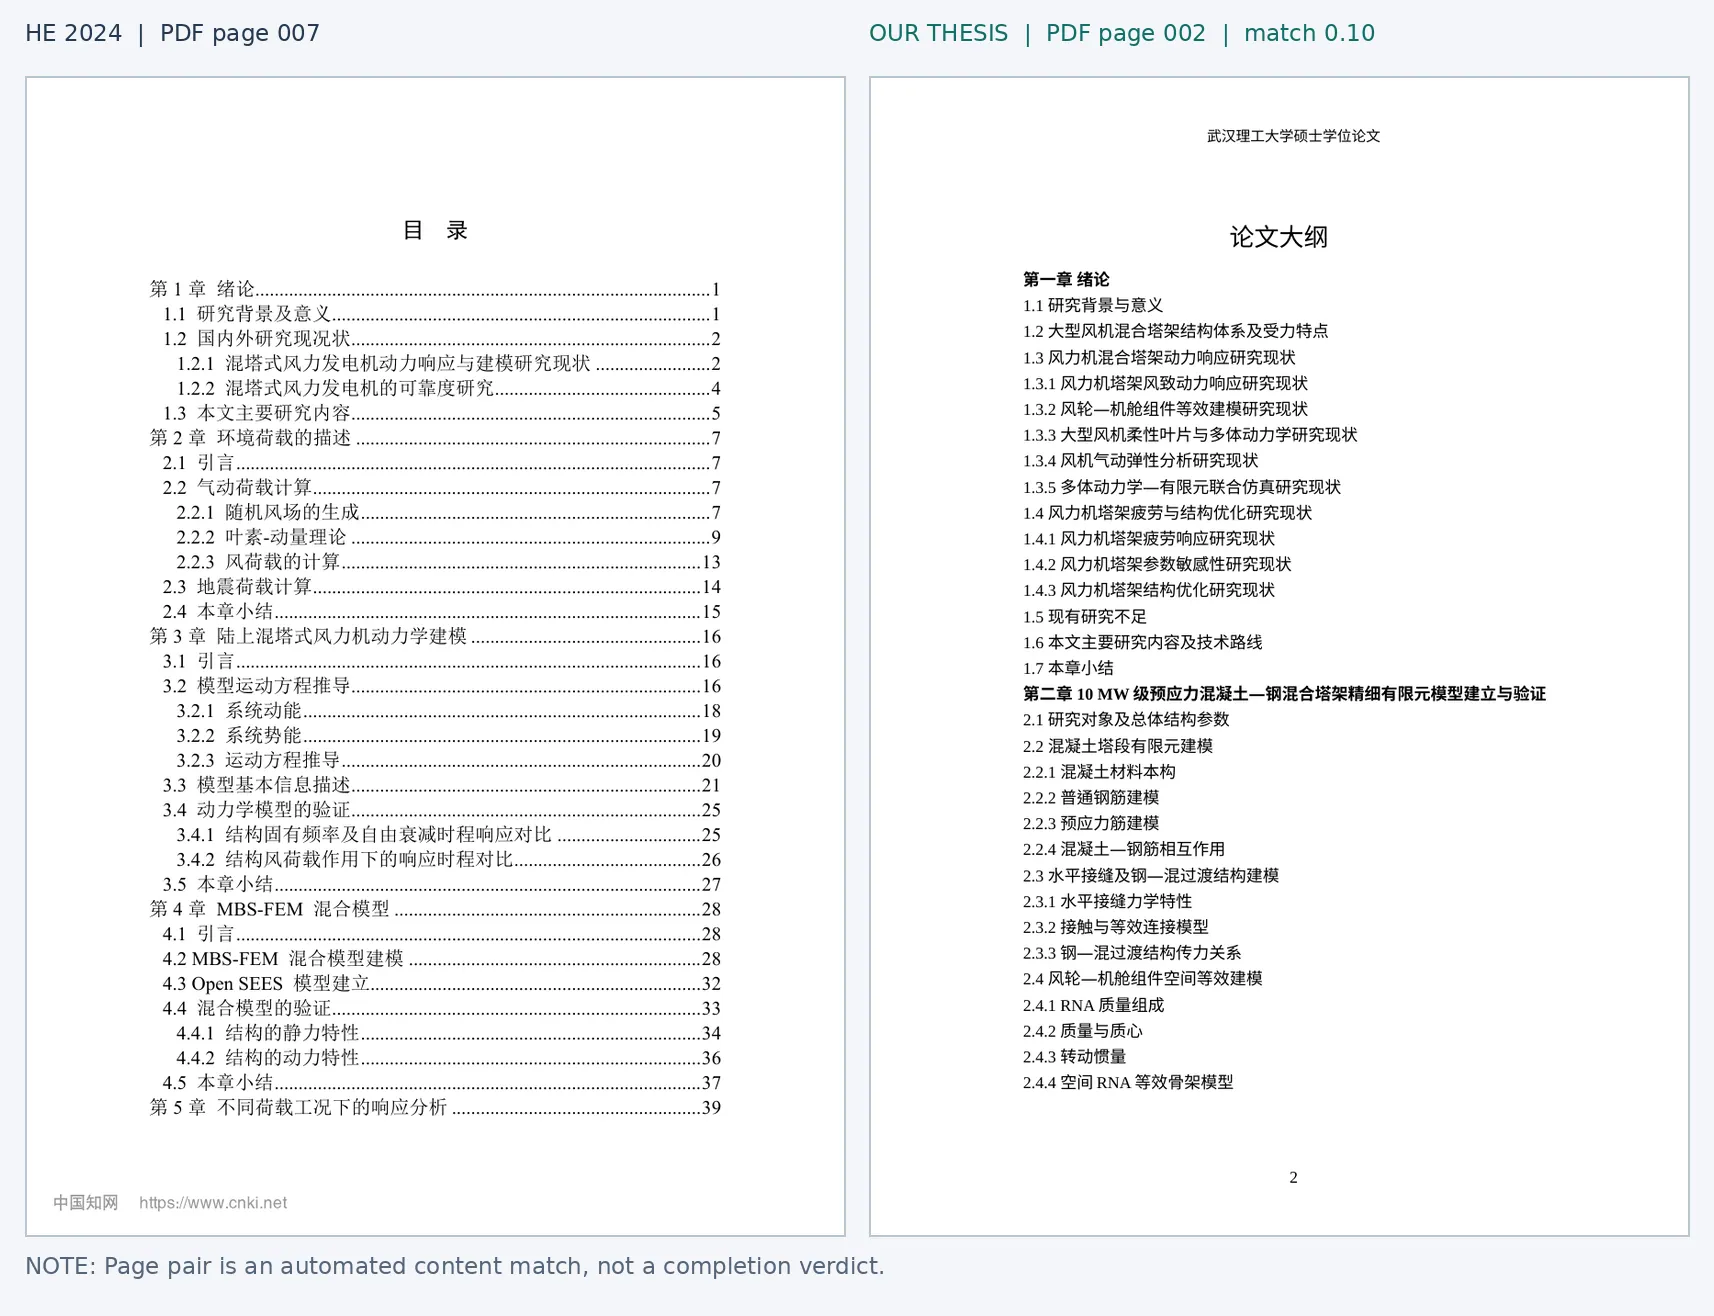 HE 2024 | PDF page 007
目 录
第 1 章 绪论........................1
1.1 研究背景及意义........................1
1.2 国内外研究现况状........................2
1.2.1 混塔式风力发电机动力响应与建模研究现状........................2
1.2.2 混塔式风力发电机的可靠度研究........................4
1.3 本文主要研究内容........................5
第 2 章 环境荷载的描述........................7
2.1 引言........................7
2.2 气动荷载计算........................7
2.2.1 随机风场的生成........................7
2.2.2 叶素-动量理论........................9
2.2.3 风荷载的计算........................13
2.3 地震荷载计算........................14
2.4 本章小结........................15
第 3 章 陆上混塔式风力机动力学建模........................16
3.1 引言........................16
3.2 模型运动方程推导........................16
3.2.1 系统动能........................18
3.2.2 系统势能........................19
3.2.3 运动方程推导........................20
3.3 模型基本信息描述........................21
3.4 动力学模型的验证........................25
3.4.1 结构固有频率及自由衰减时程响应对比........................25
3.4.2 结构风荷载作用下的响应时程对比........................26
3.5 本章小结........................27
第 4 章 MBS-FEM 混合模型........................28
4.1 引言........................28
4.2 MBS-FEM 混合模型建模........................28
4.3 Open SEES 模型建立........................32
4.4 混合模型的验证........................33
4.4.1 结构的静力特性........................34
4.4.2 结构的动力特性........................36
4.5 本章小结........................37
第 5 章 不同荷载工况下的响应分析........................39
中国知网 https://www.cnki.net
OUR THESIS | PDF page 002 | match 0.10
武汉理工大学硕士学位论文
论文大纲
第一章 绪论
1.1 研究背景与意义
1.2 大型风机混合塔架结构体系及受力特点
1.3 风力机混合塔架动力响应研究现状
1.3.1 风力机塔架风致动力响应研究现状
1.3.2 风轮—机舱组件等效建模研究现状
1.3.3 大型风机柔性叶片与多体动力学研究现状
1.3.4 风机气动弹性分析研究现状
1.3.5 多体动力学—有限元联合仿真研究现状
1.4 风力机塔架疲劳与结构优化研究现状
1.4.1 风力机塔架疲劳响应研究现状
1.4.2 风力机塔架参数敏感性研究现状
1.4.3 风力机塔架结构优化研究现状
1.5 现有研究不足
1.6 本文主要研究内容及技术路线
1.7 本章小结
第二章 10 MW 级预应力混凝土—钢混合塔架精细有限元模型建立与验证
2.1 研究对象及总体结构参数
2.2 混凝土塔段有限元建模
2.2.1 混凝土材料本构
2.2.2 普通钢筋建模
2.2.3 预应力筋建模
2.2.4 混凝土—钢筋相互作用
2.3 水平接缝及钢—混过渡结构建模
2.3.1 水平接缝力学特性
2.3.2 接触与等效连接模型
2.3.3 钢—混过渡结构传力关系
2.4 风轮—机舱组件空间等效建模
2.4.1 RNA 质量组成
2.4.2 质量与质心
2.4.3 转动惯量
2.4.4 空间 RNA 等效骨架模型
2
NOTE: Page pair is an automated content match, not a completion verdict.